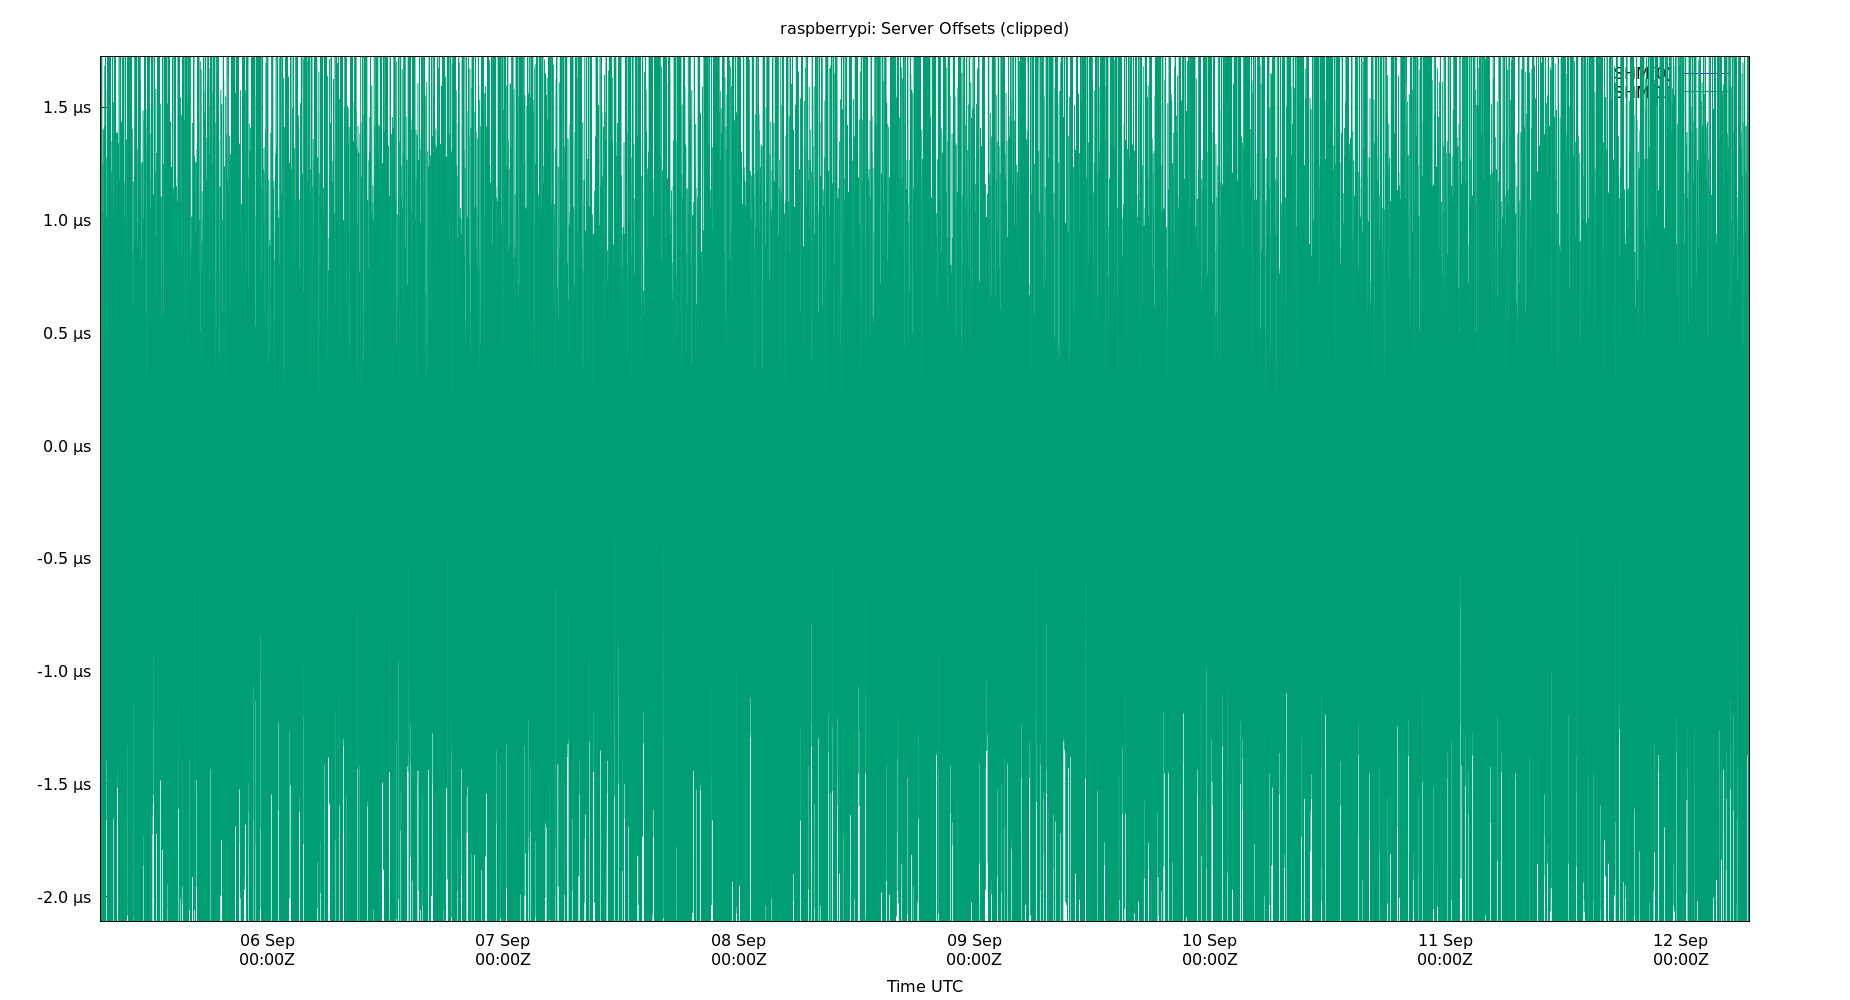 raspberrypi: Server Offsets (clipped)
1.5 µs
1.0 µs
0.5 µs
0.0 µs
-0.5 µs
-1.0 µs
-1.5 µs
-2.0 µs
06 Sep 07 Sep 08 Sep 09 Sep 10 Sep 11 Sep 12 Sep
00:00Z 00:00Z 00:00Z 00:00Z 00:00Z 00:00Z 00:00Z
Time UTC